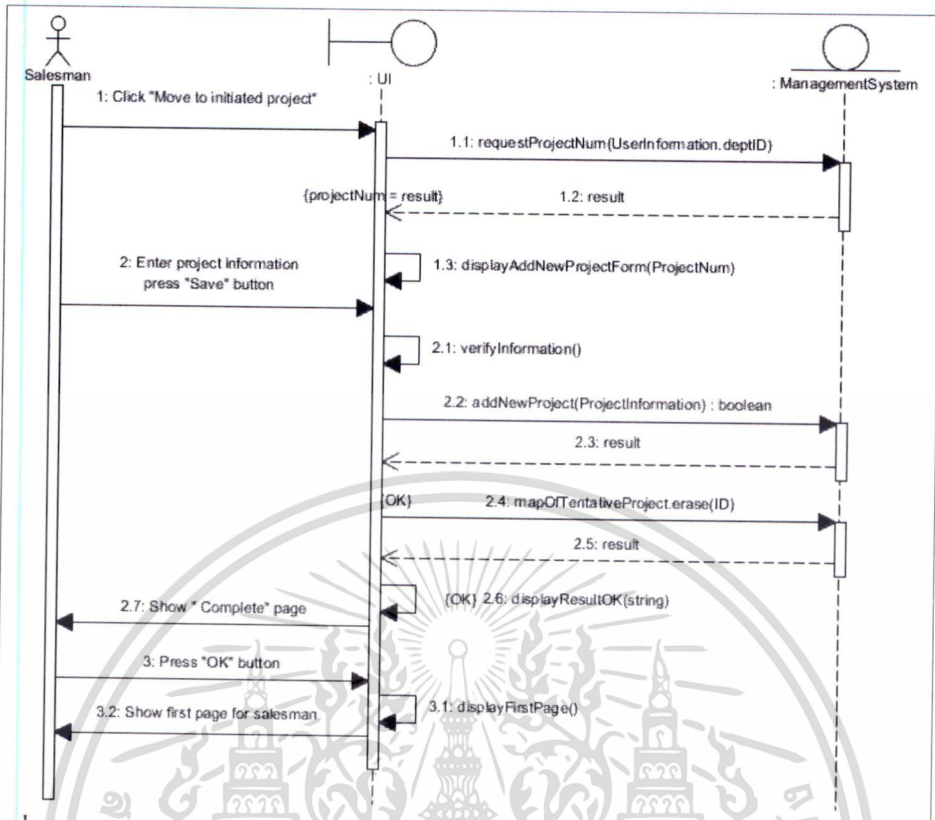 Salesman
: UI
: ManagementSystem
1: Click "Move to initiated project"
1.1: requestProjectNum(UserInformation.deptID)
{projectNum = result}
1.2: result
1.3: displayAddNewProjectForm(ProjectNum)
2: Enter project information
press "Save" button
2.1: verifyInformation()
2.2: addNewProject(ProjectInformation) : boolean
2.3: result
{OK}
2.4: mapOfTentativeProject.erase(ID)
2.5: result
{OK} 2.6: displayResultOK(string)
2.7: Show " Complete" page
3: Press "OK" button
3.1: displayFirstPage()
3.2: Show first page for salesman